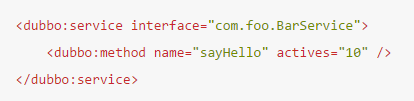 <dubbo:service interface="com.foo.BarService">
    <dubbo:method name="sayHello" actives="10" />
</dubbo:service>